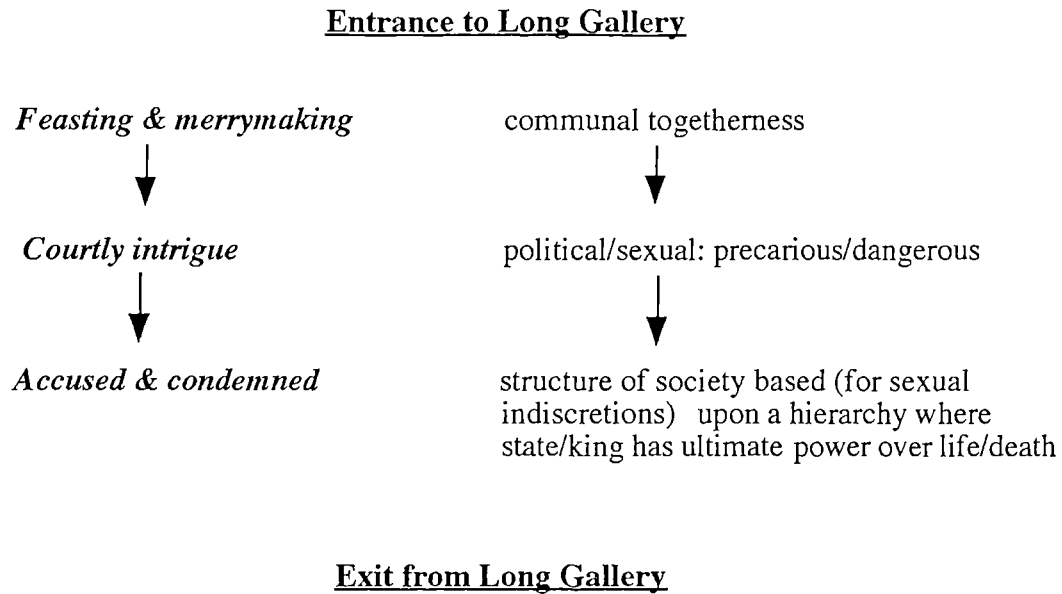 Entrance to Long Gallery
Feasting & merrymaking
communal togetherness
Courtly intrigue
political/sexual: precarious/dangerous
Accused & condemned
structure of society based (for sexual
indiscretions) upon a hierarchy where
state/king has ultimate power over life/death
Exit from Long Gallery